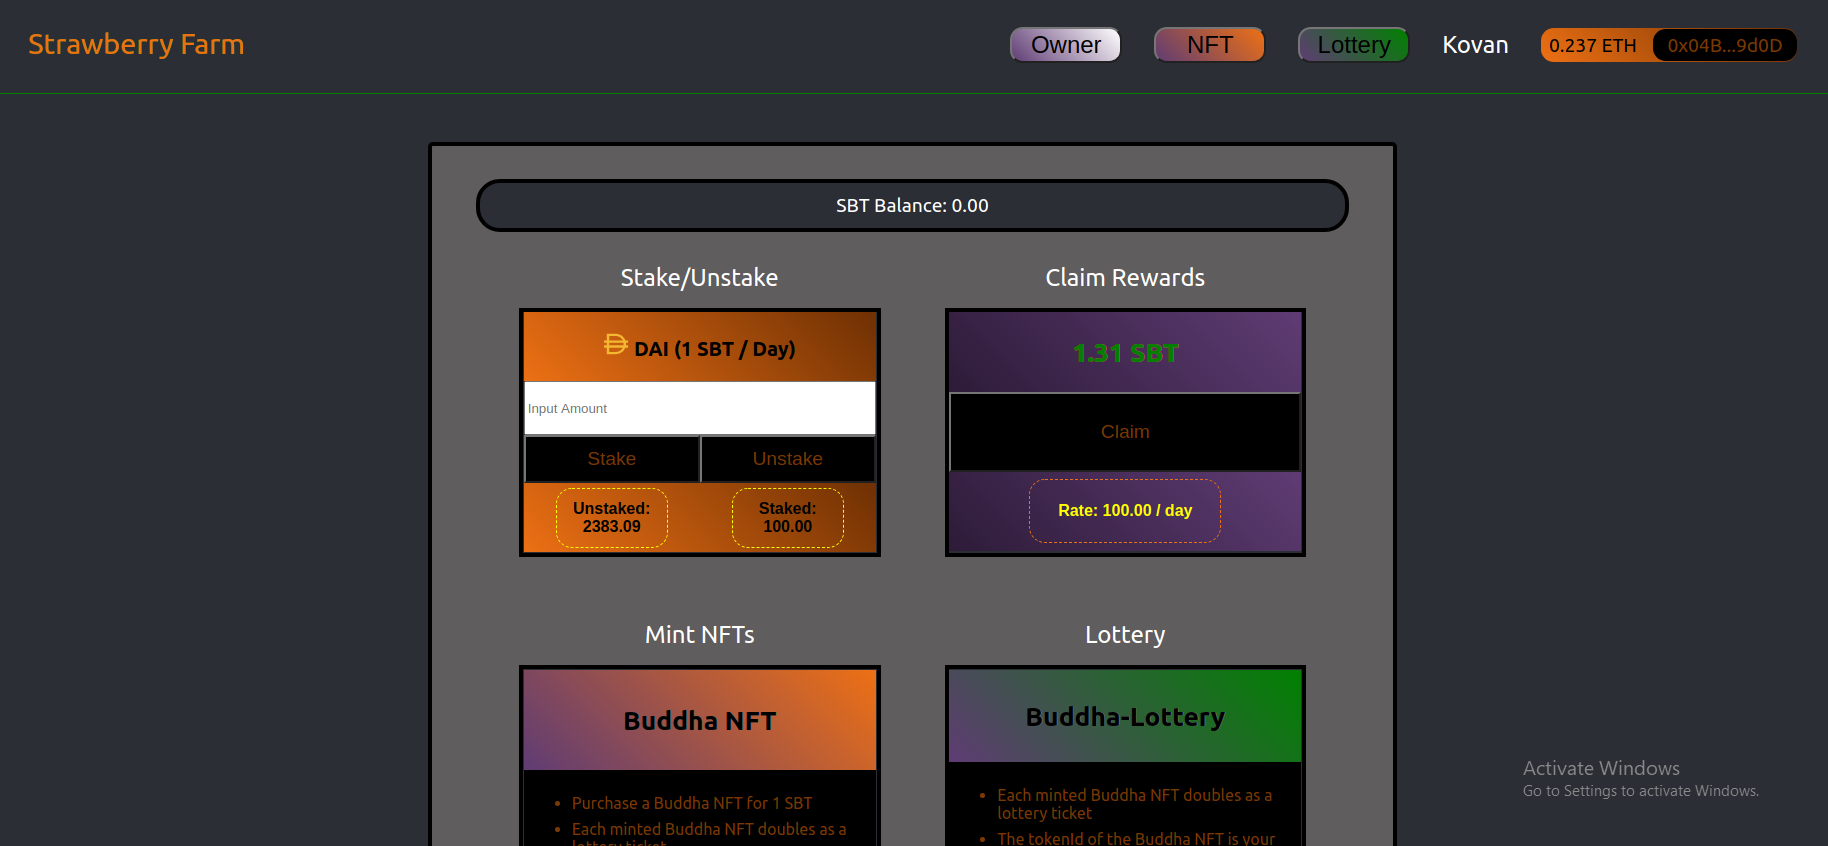 Strawberry Farm
Owner
NFT
Lottery
Kovan
0.237 ETH
0x04B...9d0D
SBT Balance: 0.00
Stake/Unstake
Claim Rewards
DAI (1 SBT / Day)
Input Amount
Stake
Unstake
Unstaked:
2383.09
Staked:
100.00
1.31 SBT
Claim
Rate: 100.00 / day
Mint NFTs
Lottery
Buddha NFT
• Purchase a Buddha NFT for 1 SBT
• Each minted Buddha NFT doubles as a
lottery ticket
Buddha-Lottery
• Each minted Buddha NFT doubles as a
lottery ticket
• The tokenId of the Buddha NFT is your
Activate Windows
Go to Settings to activate Windows.